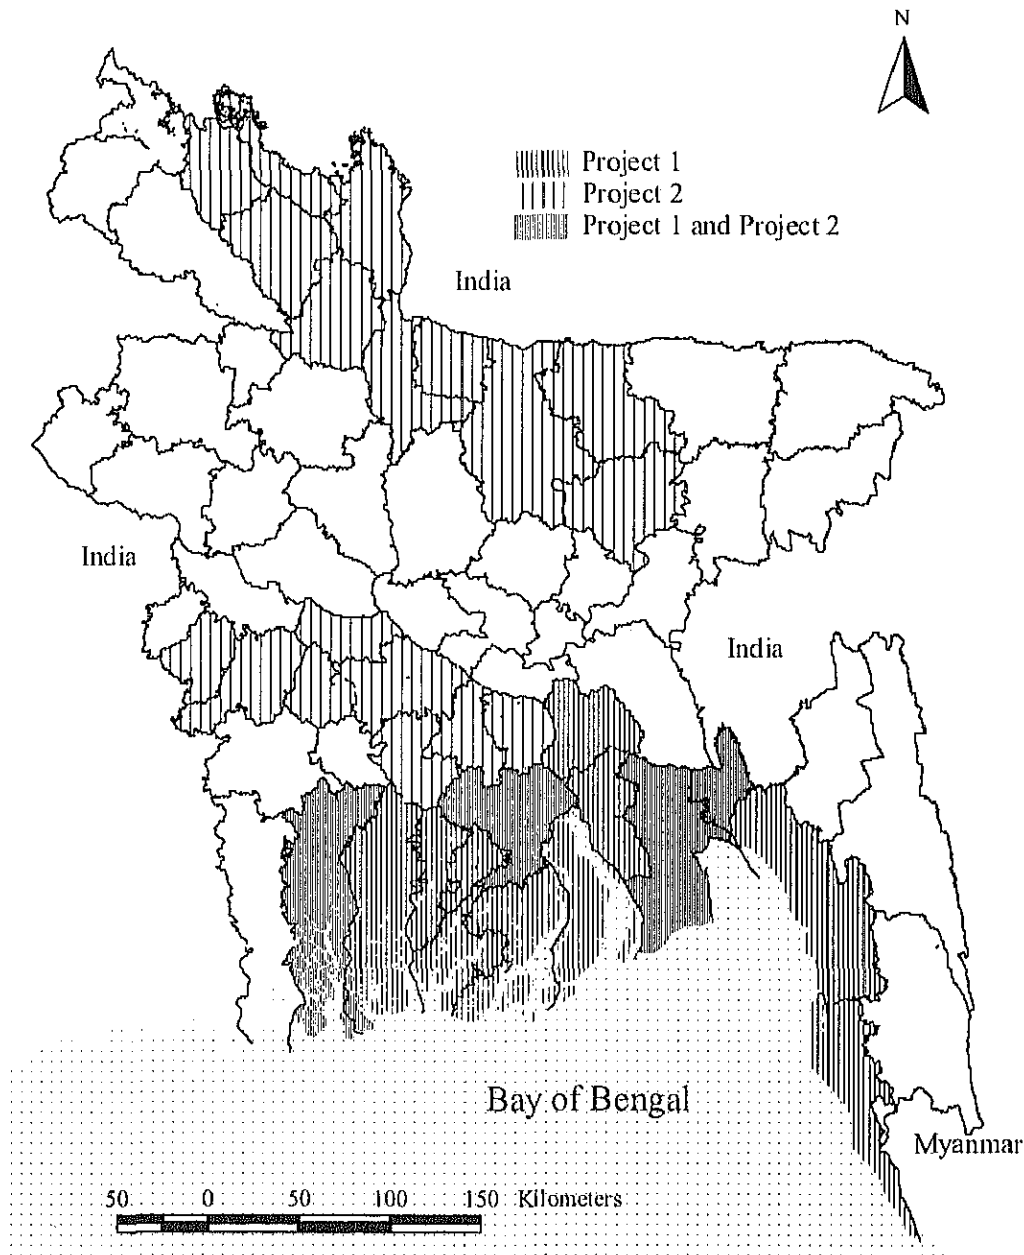 N
Project 1
Project 2
Project 1 and Project 2
India
India
India
Bay of Bengal
Myanmar
50 0 50 100 150 Kilometers